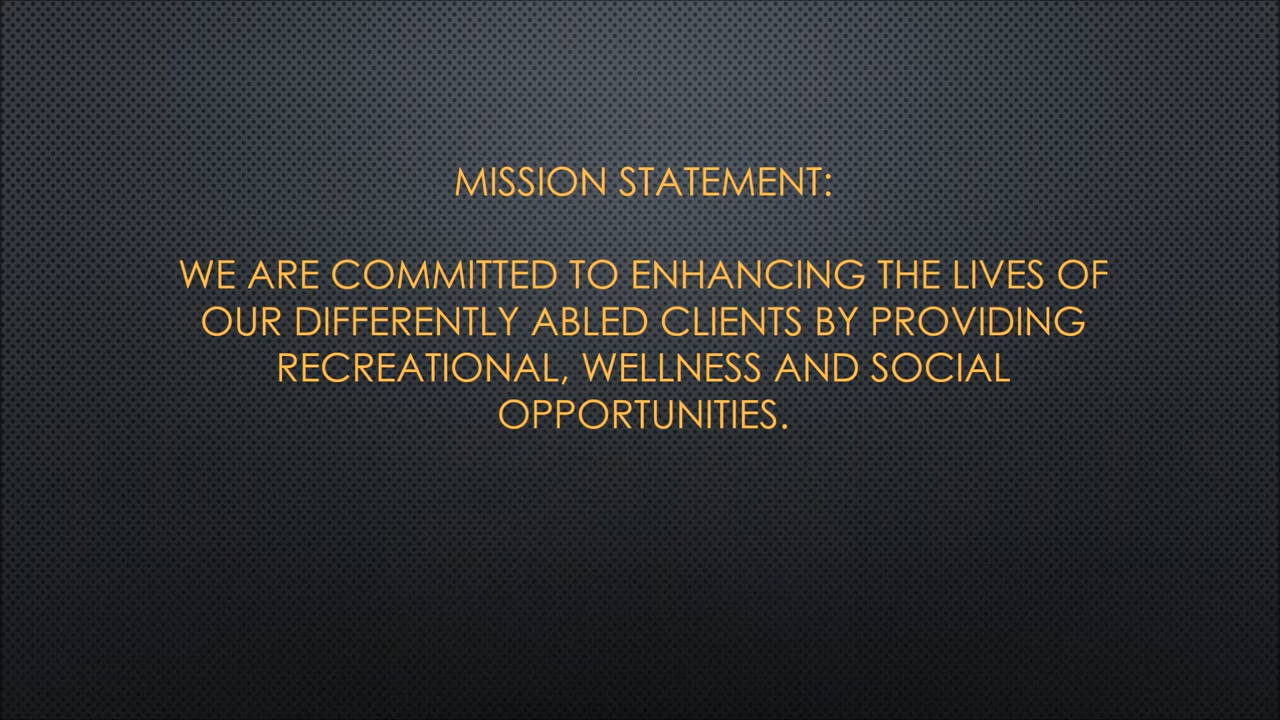 MISSION STATEMENT:
WE ARE COMMITTED TO ENHANCING THE LIVES OF
OUR DIFFERENTLY ABLED CLIENTS BY PROVIDING
RECREATIONAL, WELLNESS AND SOCIAL
OPPORTUNITIES.